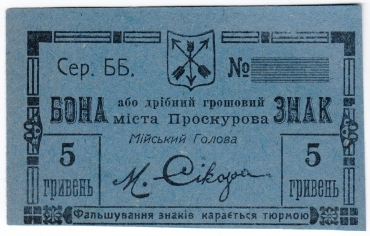 Сер. ББ. №
БОНА або дрібний грошовий ЗНАК
міста Проскурова
Мійський Голова
5 гривень
М. Сікора
5 гривень
Фальшування знаків карається тюрмою